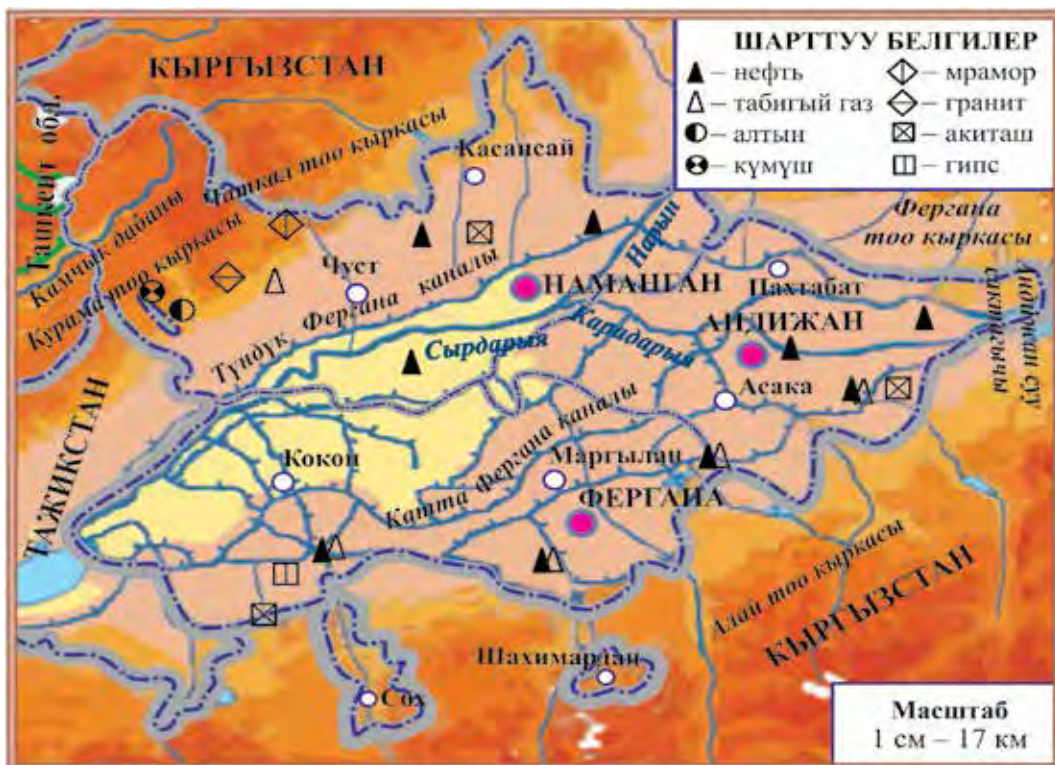 КЫРГЫЗСТАН
ШАРТТУУ БЕЛГИЛЕР
– нефть
– мрамор
– табигый газ
– гранит
– алтын
– акиташ
– күмүш
– гипс
Ташкент обл.
Чаткал тоо кыркасы
Касансай
Камчык дабаны
Курама тоо кыркасы
Фергана
тоо кыркасы
Нарын
Чуст
Түндүк Фергана каналы
НАМАНГАН
Пахтабат
Андижан суу
сактагычы
АНДИЖАН
Карадарыя
Сырдарыя
Асака
ТАЖИКСТАН
Кокон
Катта Фергана каналы
Маргылан
ФЕРГАНА
Алай тоо кыркасы
КЫРГЫЗСТАН
Шахимардан
Сох
Масштаб
1 см – 17 км